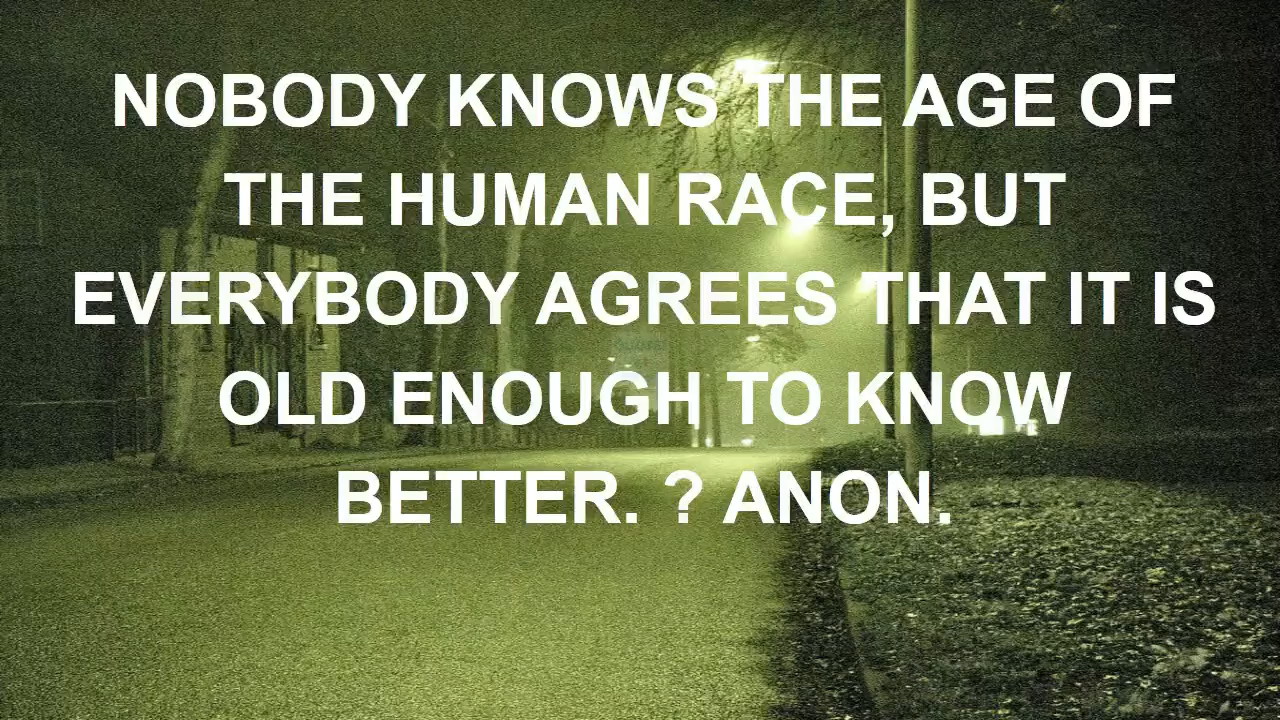 NOBODY KNOWS THE AGE OF
THE HUMAN RACE, BUT
EVERYBODY AGREES THAT IT IS
OLD ENOUGH TO KNOW
BETTER. ? ANON.